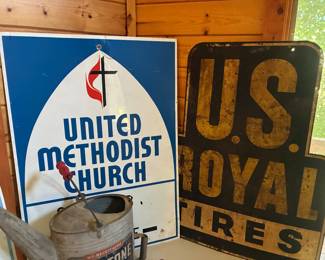 UNITED
METHODIST
CHURCH
U.S.
ROYAL
TIRES